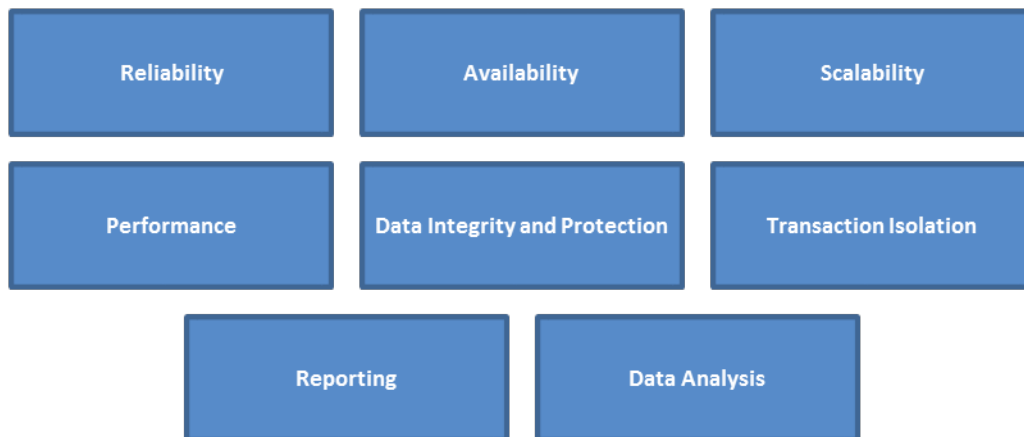 Reliability
Availability
Scalability
Performance
Data Integrity and Protection
Transaction Isolation
Reporting
Data Analysis